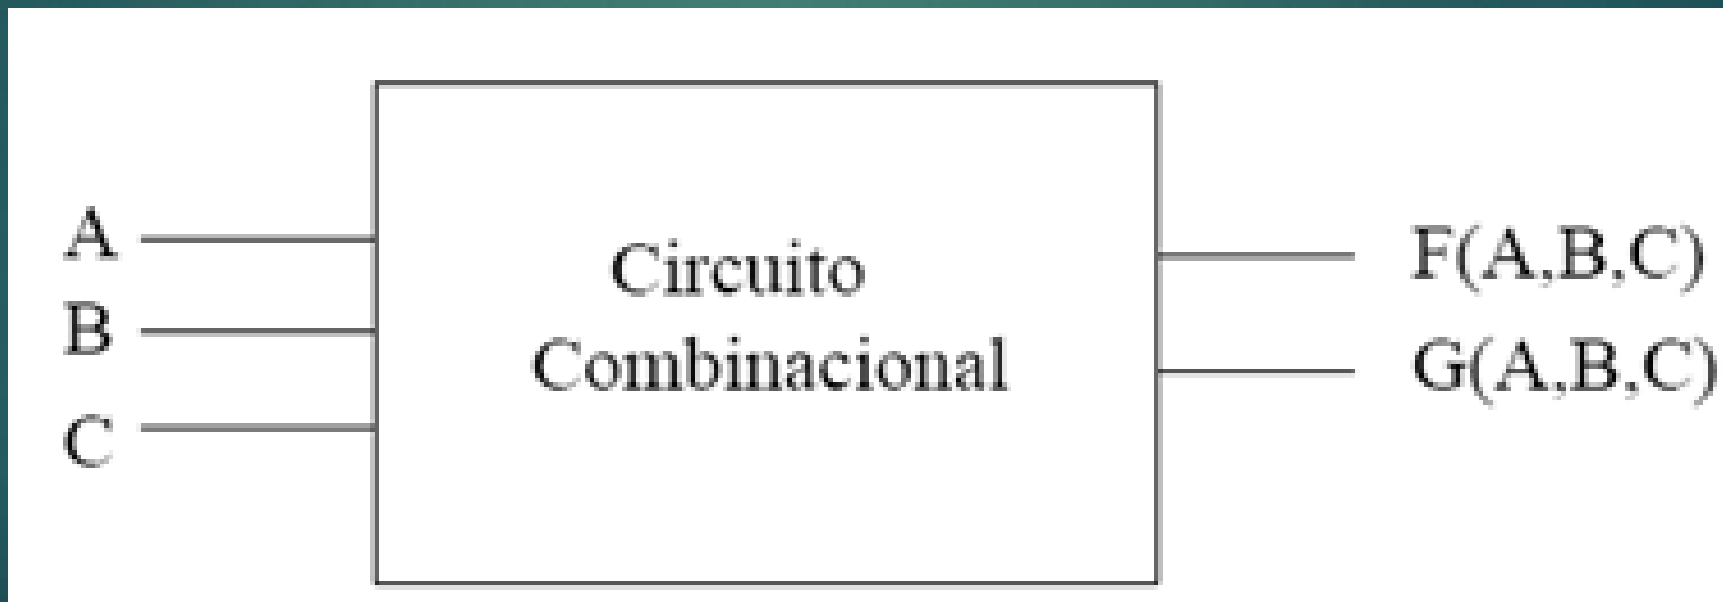 A
B
C
Circuito
Combinacional
F(A,B,C)
G(A,B,C)